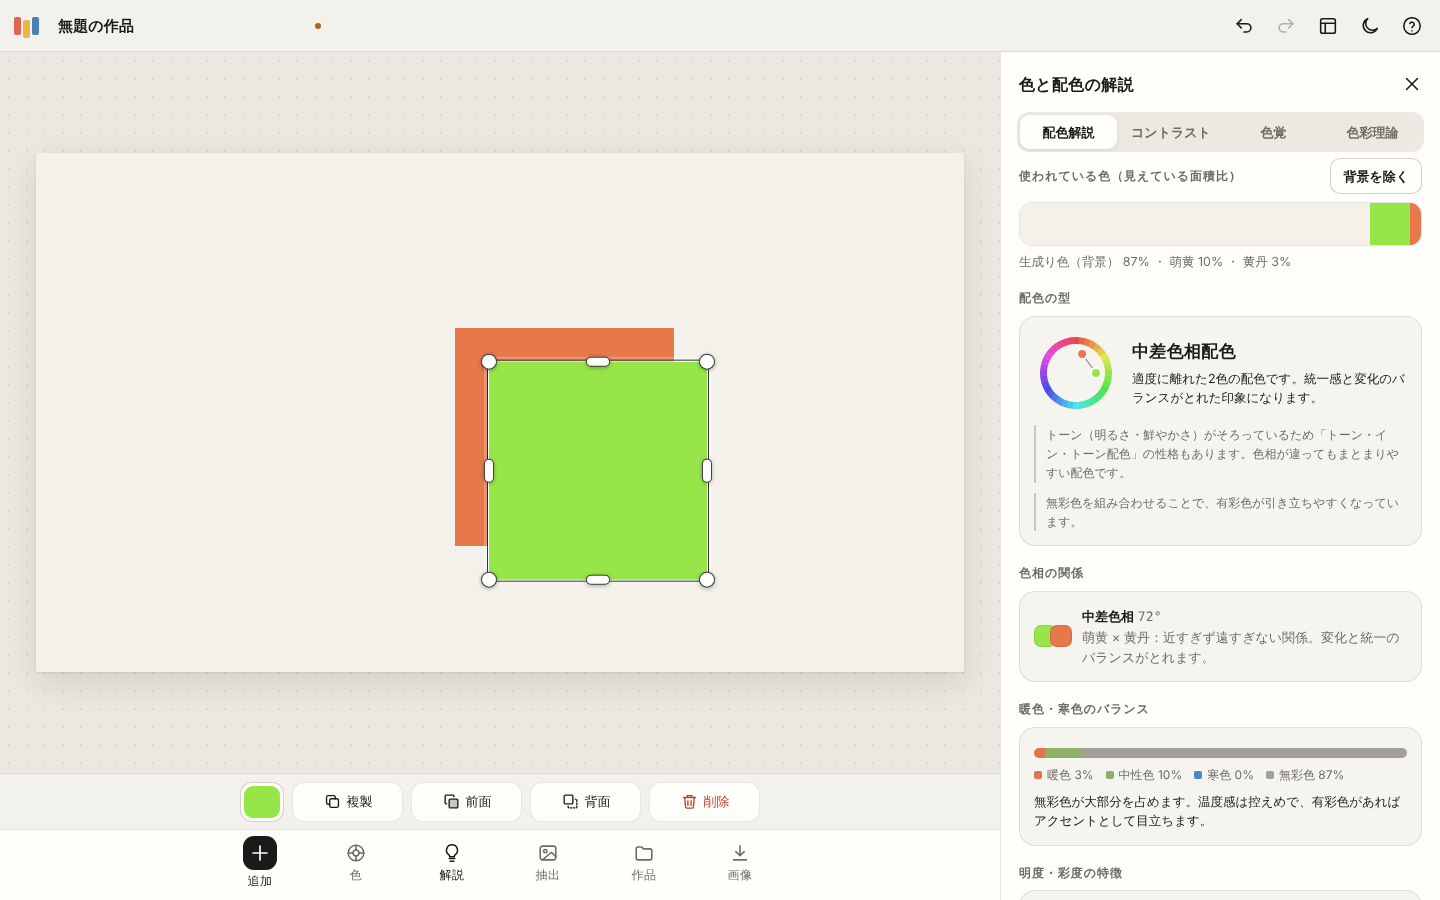 無題の作品
色と配色の解説
配色解説 コントラスト 色覚 色彩理論
使われている色（見えている面積比） 背景を除く
生成り色（背景） 87% ・ 萌黄 10% ・ 黄丹 3%
配色の型
中差色相配色
適度に離れた2色の配色です。統一感と変化のバ
ランスがとれた印象になります。
トーン（明るさ・鮮やかさ）がそろっているため「トーン・イ
ン・トーン配色」の性格もあります。色相が違ってもまとまりや
すい配色です。
無彩色を組み合わせることで、有彩色が引き立ちやすくなってい
ます。
色相の関係
中差色相 72°
萌黄 × 黄丹：近すぎず遠すぎない関係。変化と統一の
バランスがとれます。
暖色・寒色のバランス
暖色 3% 中性色 10% 寒色 0% 無彩色 87%
無彩色が大部分を占めます。温度感は控えめで、有彩色があれば
アクセントとして目立ちます。
明度・彩度の特徴
複製 前面 背面 削除
追加 色 解説 抽出 作品 画像